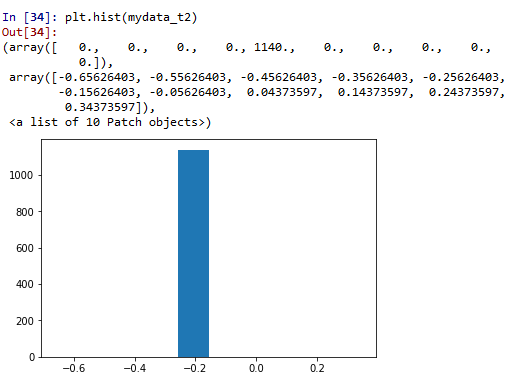 In [34]: plt.hist(mydata_t2)
Out[34]:
(array([   0.,    0.,    0.,    0., 1140.,    0.,    0.,    0.,    0.,
           0.]),
 array([-0.65626403, -0.55626403, -0.45626403, -0.35626403, -0.25626403,
        -0.15626403, -0.05626403,  0.04373597,  0.14373597,  0.24373597,
         0.34373597]),
 <a list of 10 Patch objects>)
1000
800
600
400
200
0
−0.6 −0.4 −0.2 0.0 0.2